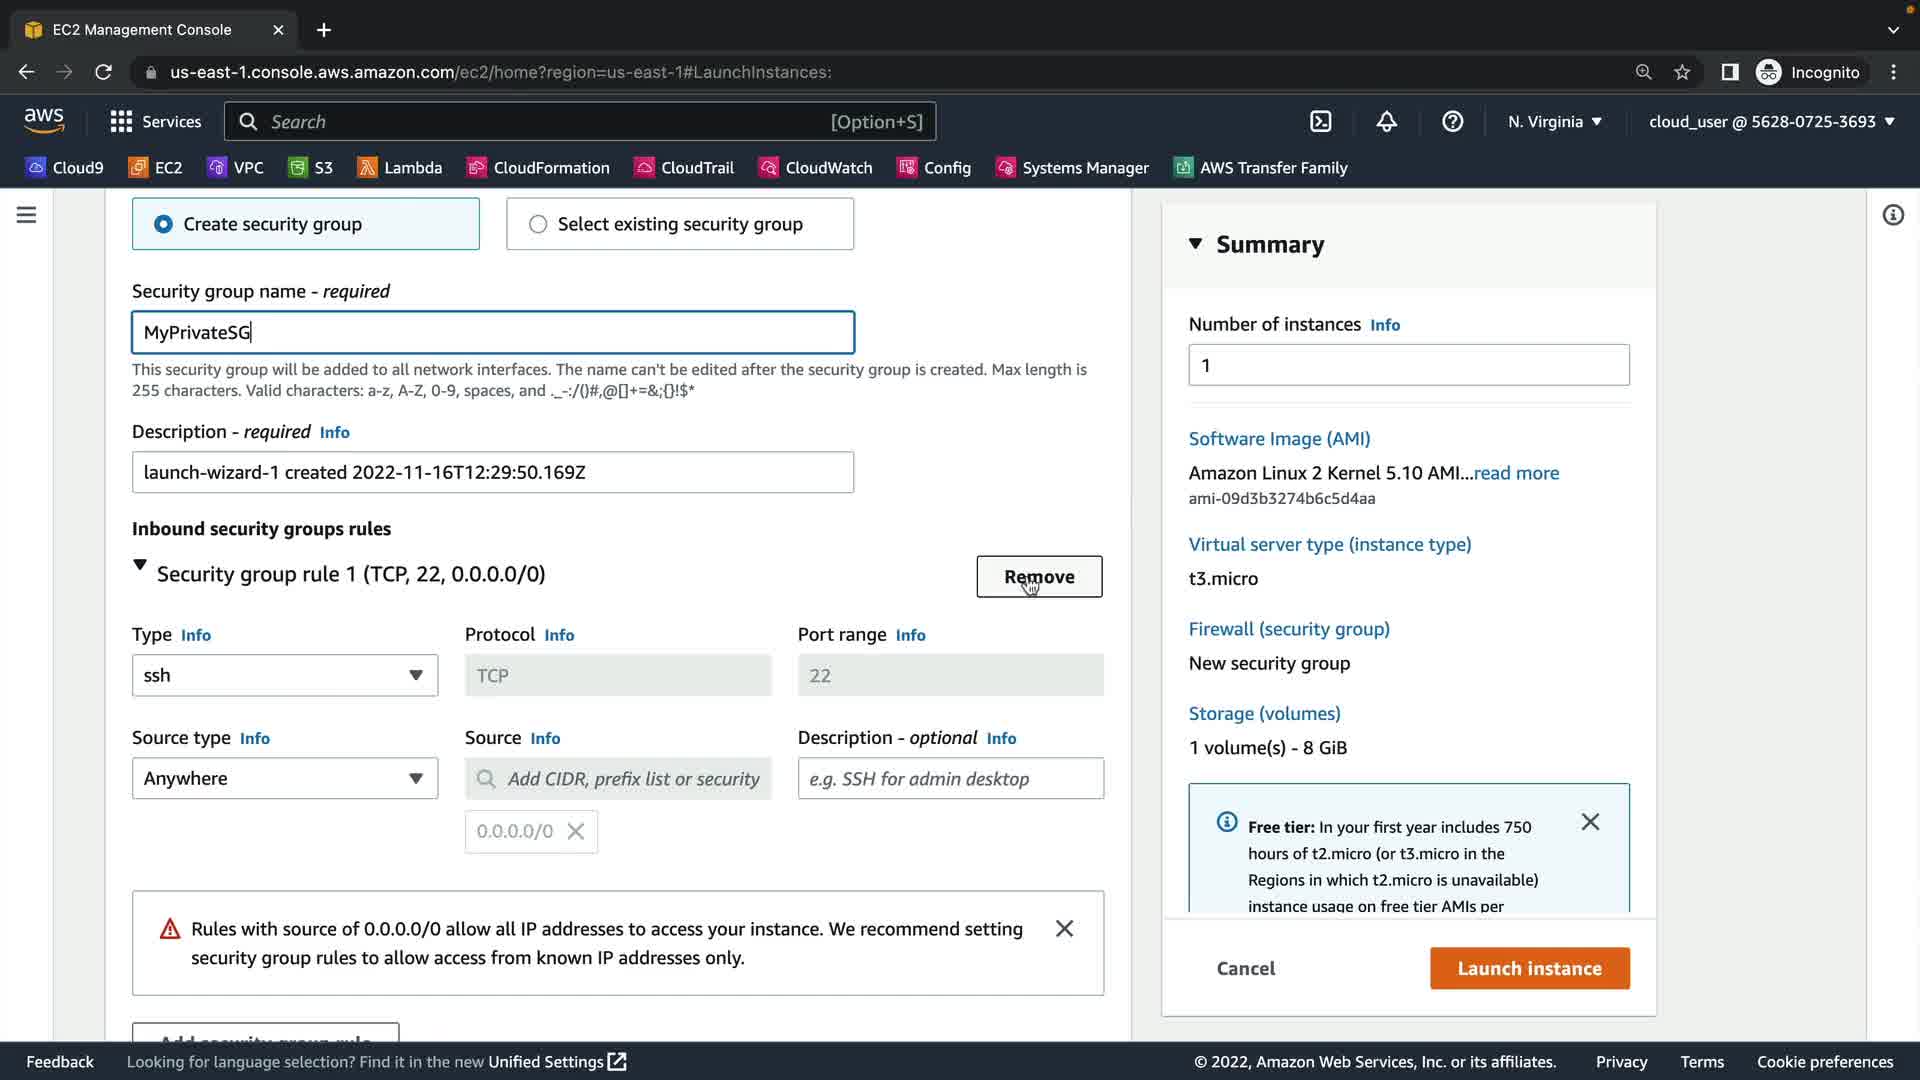 EC2 Management Console
us-east-1.console.aws.amazon.com/ec2/home?region=us-east-1#LaunchInstances:
Incognito
aws
Services
Search
[Option+S]
N. Virginia
cloud_user @ 5628-0725-3693
Cloud9
EC2
VPC
S3
Lambda
CloudFormation
CloudTrail
CloudWatch
Config
Systems Manager
AWS Transfer Family
Create security group
Select existing security group
Security group name - required
MyPrivateSG
This security group will be added to all network interfaces. The name can't be edited after the security group is created. Max length is
255 characters. Valid characters: a-z, A-Z, 0-9, spaces, and ._-:/()#,@[]+=&;{}!$*
Description - required Info
launch-wizard-1 created 2022-11-16T12:29:50.169Z
Inbound security groups rules
Security group rule 1 (TCP, 22, 0.0.0.0/0)
Remove
Type Info
Protocol Info
Port range Info
ssh
TCP
22
Source type Info
Source Info
Description - optional Info
Anywhere
Add CIDR, prefix list or security
e.g. SSH for admin desktop
0.0.0.0/0
Rules with source of 0.0.0.0/0 allow all IP addresses to access your instance. We recommend setting
security group rules to allow access from known IP addresses only.
Add security group rule
Summary
Number of instances Info
1
Software Image (AMI)
Amazon Linux 2 Kernel 5.10 AMI...read more
ami-09d3b3274b6c5d4aa
Virtual server type (instance type)
t3.micro
Firewall (security group)
New security group
Storage (volumes)
1 volume(s) - 8 GiB
Free tier: In your first year includes 750
hours of t2.micro (or t3.micro in the
Regions in which t2.micro is unavailable)
instance usage on free tier AMIs per
Cancel
Launch instance
Feedback
Looking for language selection? Find it in the new Unified Settings
© 2022, Amazon Web Services, Inc. or its affiliates.
Privacy
Terms
Cookie preferences